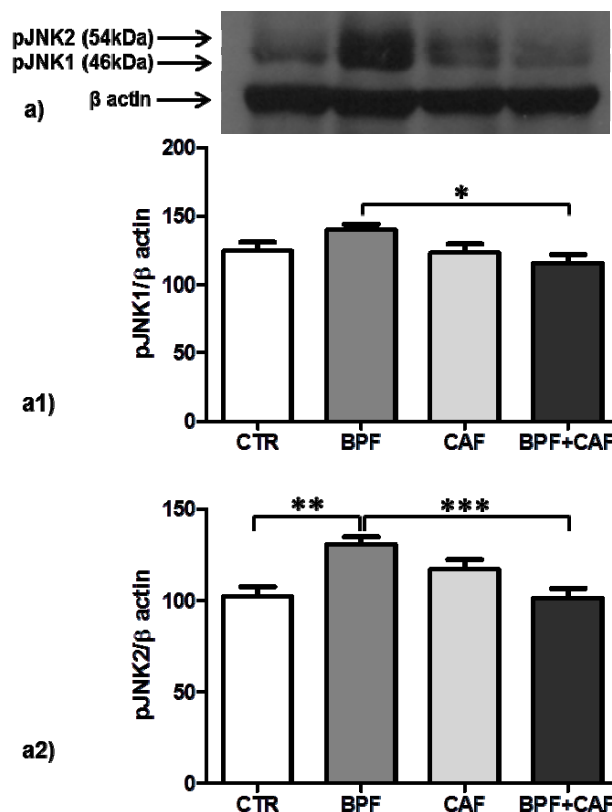 pJNK2 (54kDa)
pJNK1 (46kDa)
β actin
a)
200
*
150
100
50
0
pJNK1/β actin
a1)
CTR BPF CAF BPF+CAF
150
** ***
100
50
0
pJNK2/β actin
a2)
CTR BPF CAF BPF+CAF